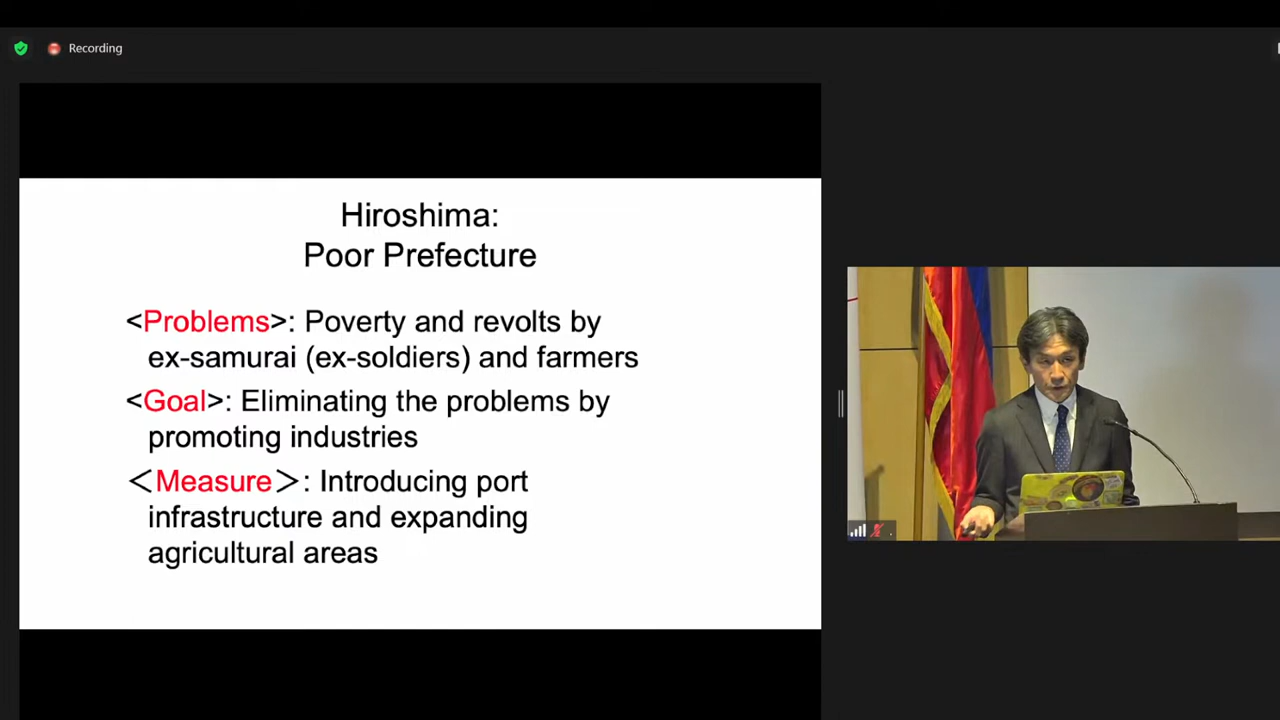 Recording
Hiroshima:
Poor Prefecture
<Problems>: Poverty and revolts by
ex-samurai (ex-soldiers) and farmers
<Goal>: Eliminating the problems by
promoting industries
＜Measure＞: Introducing port
infrastructure and expanding
agricultural areas